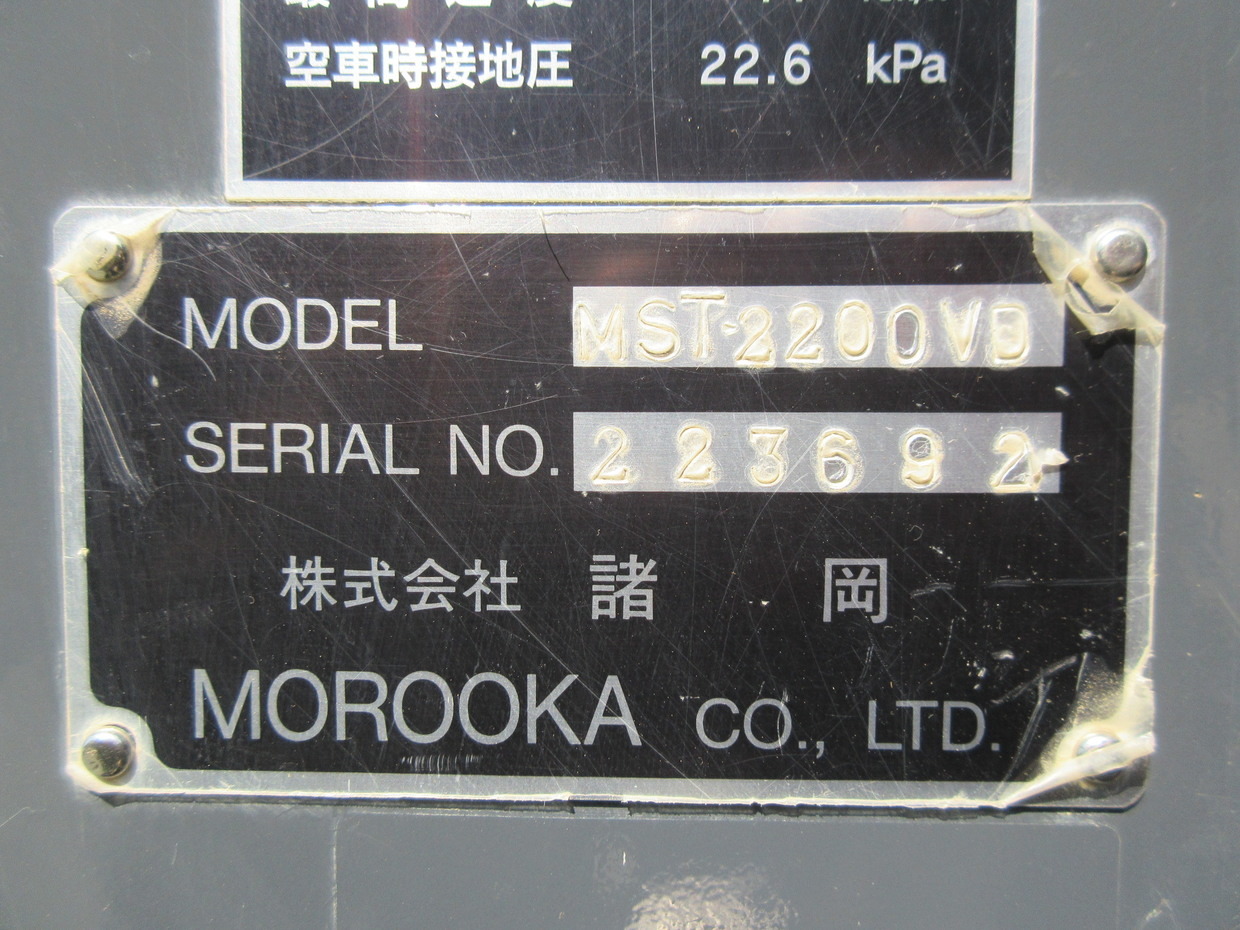 空車時接地圧 22.6 kPa
MODEL MST-2200VD
SERIAL NO. 223692
株式会社 諸岡
MOROOKA CO., LTD.